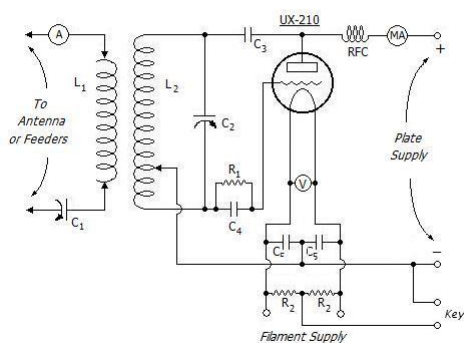 UX-210
A
C3
RFC
MA
+
L1
L2
To
Antenna
or Feeders
C2
Plate
Supply
R1
V
C1
C4
C5
C5
−
R2
R2
Key
Filament Supply